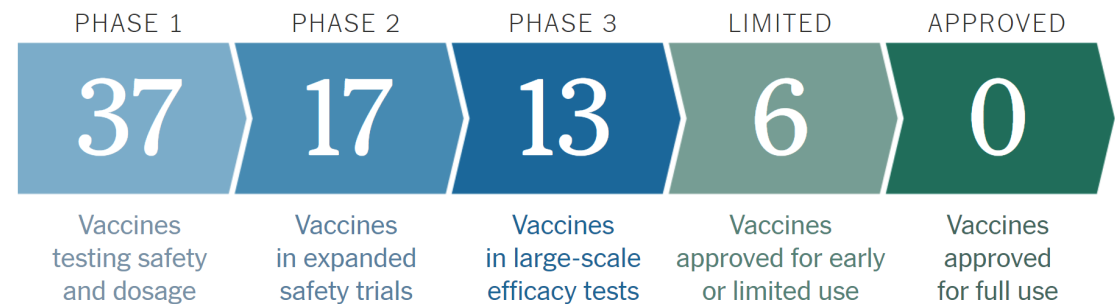 PHASE 1
PHASE 2
PHASE 3
LIMITED
APPROVED
37
17
13
6
0
Vaccines
testing safety
and dosage
Vaccines
in expanded
safety trials
Vaccines
in large-scale
efficacy tests
Vaccines
approved for early
or limited use
Vaccines
approved
for full use